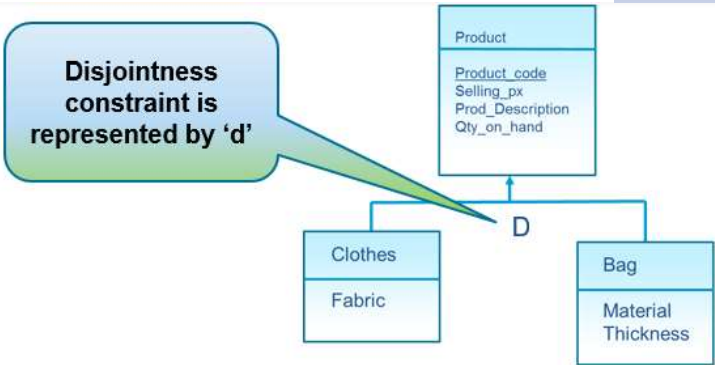 Disjointness
constraint is
represented by ‘d’
Product
Product_code
Selling_px
Prod_Description
Qty_on_hand
D
Clothes
Fabric
Bag
Material
Thickness